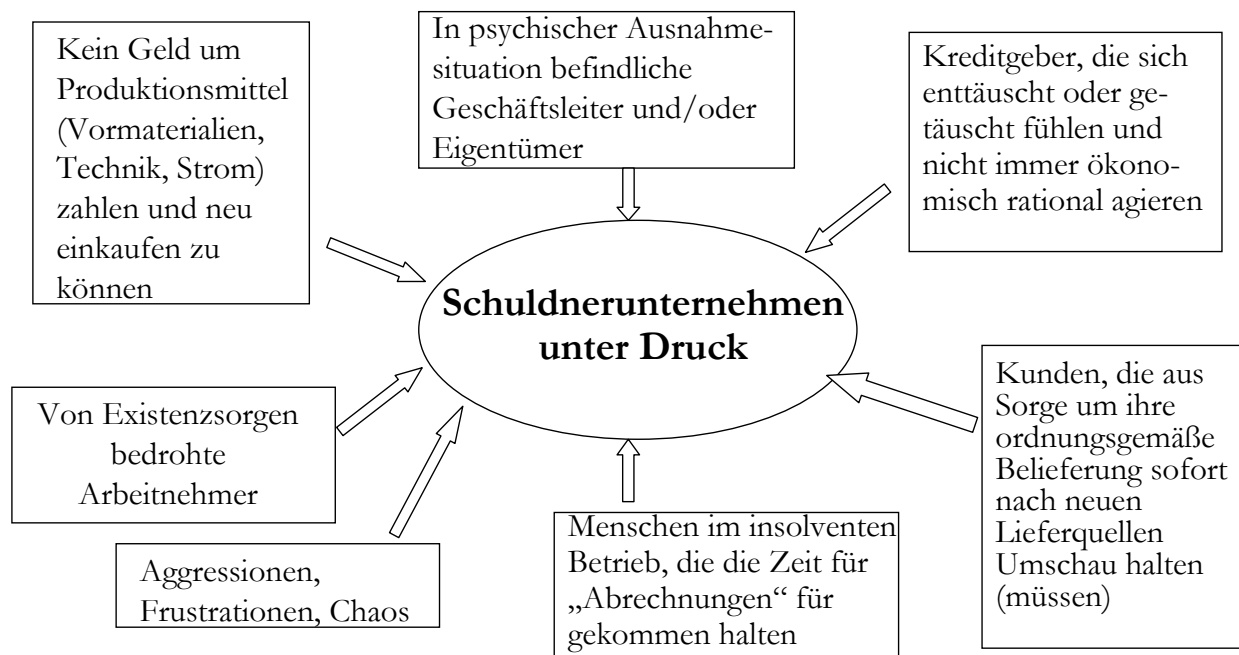 Kein Geld um
Produktionsmittel
(Vormaterialien,
Technik, Strom)
zahlen und neu
einkaufen zu
können
In psychischer Ausnahme-
situation befindliche
Geschäftsleiter und/oder
Eigentümer
Kreditgeber, die sich
enttäuscht oder ge-
täuscht fühlen und
nicht immer ökono-
misch rational agieren
Schuldnerunternehmen
unter Druck
Von Existenzsorgen
bedrohte
Arbeitnehmer
Aggressionen,
Frustrationen, Chaos
Menschen im insolventen
Betrieb, die die Zeit für
„Abrechnungen“ für
gekommen halten
Kunden, die aus
Sorge um ihre
ordnungsgemäße
Belieferung sofort
nach neuen
Lieferquellen
Umschau halten
(müssen)